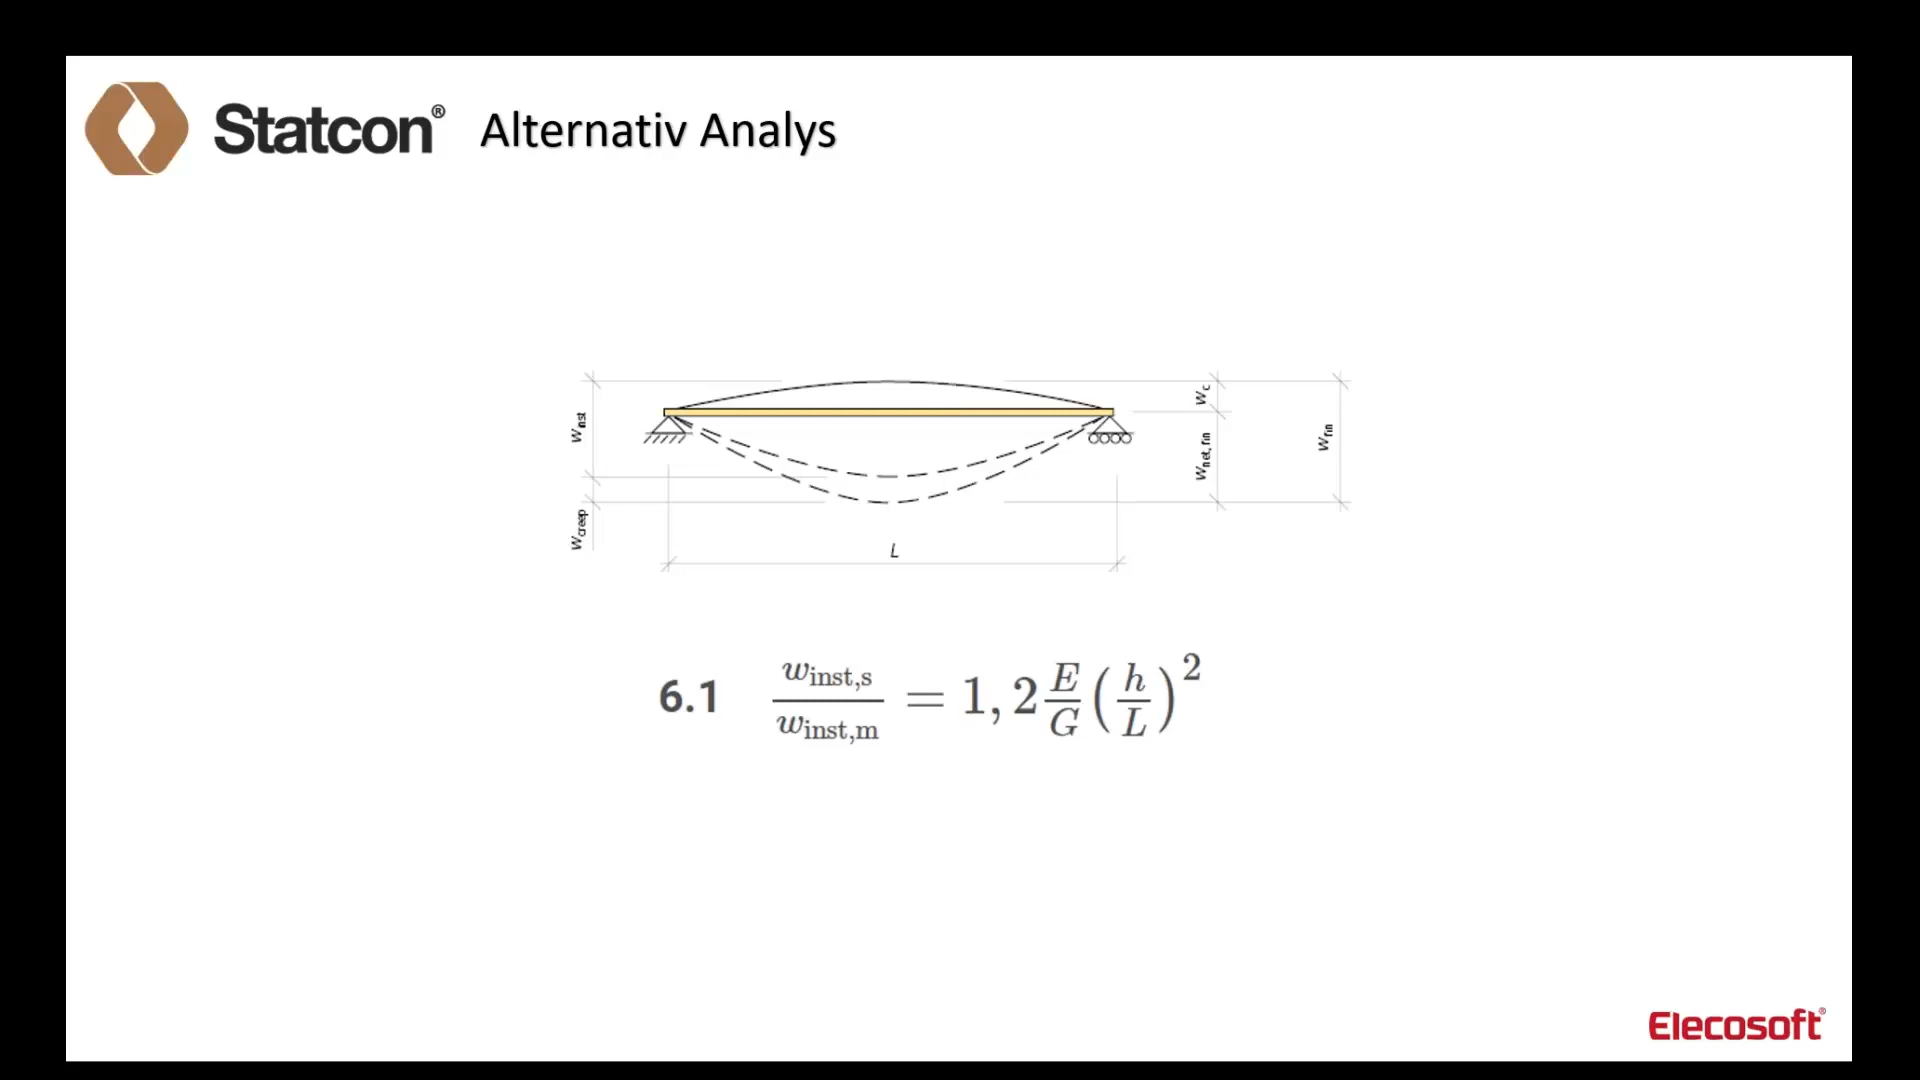 Statcon® Alternativ Analys
w_inst
w_c
w_net,fin
w_fin
w_creep
L
6.1 w_inst,s / w_inst,m = 1,2 E/G (h/L)²
Elecosoft®